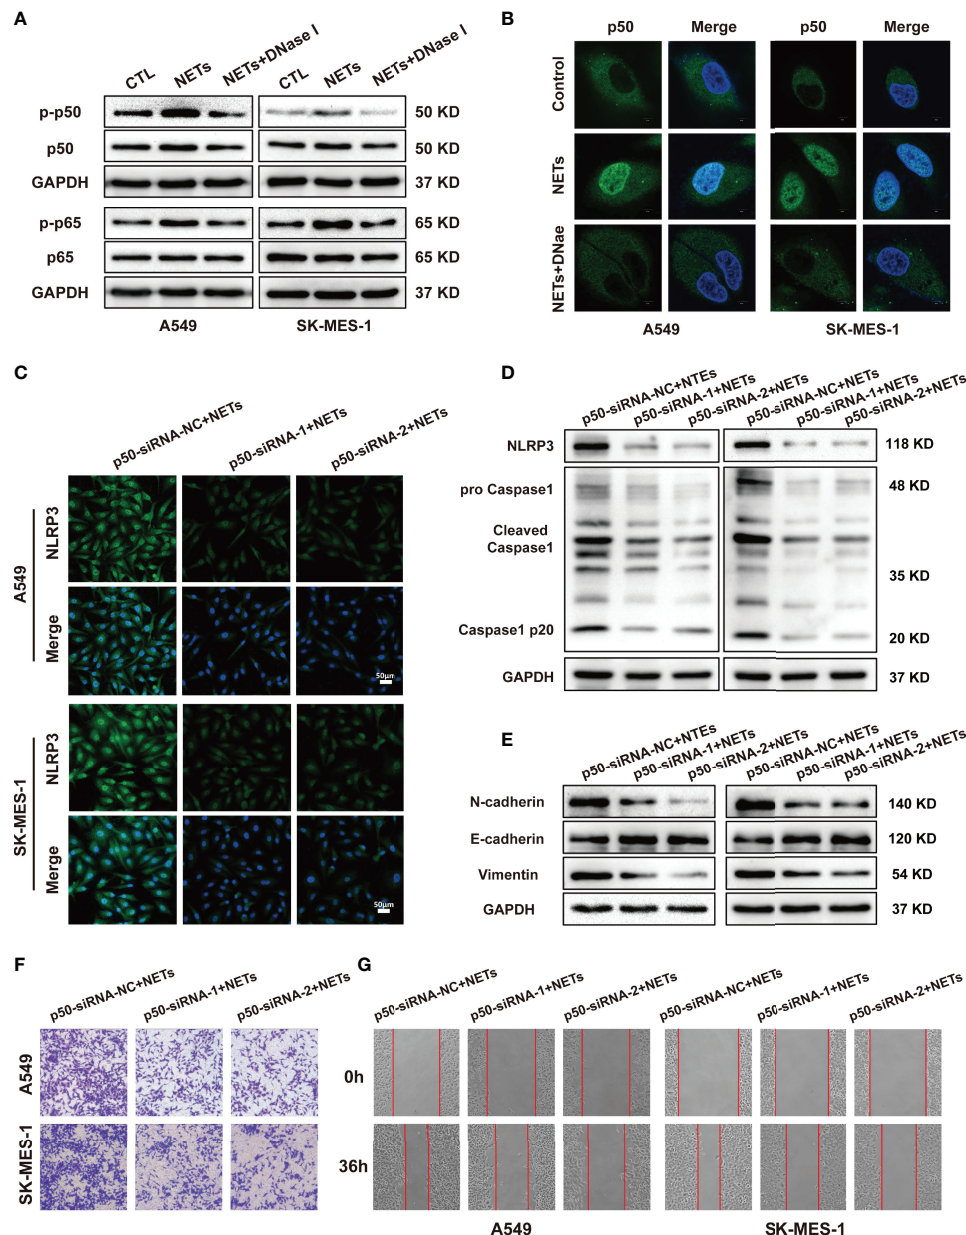 A
CTL NETs NETs+DNase I CTL NETs NETs+DNase I
p-p50 50 KD
p50 50 KD
GAPDH 37 KD
p-p65 65 KD
p65 65 KD
GAPDH 37 KD
A549 SK-MES-1
B
p50 Merge p50 Merge
Control
NETs
NETs+DNae
A549 SK-MES-1
C
p50-siRNA-NC+NETs p50-siRNA-1+NETs p50-siRNA-2+NETs
A549
NLRP3
Merge
50μm
SK-MES-1
NLRP3
Merge
50μm
D
p50-siRNA-NC+NTEs p50-siRNA-1+NETs p50-siRNA-2+NETs p50-siRNA-NC+NETs p50-siRNA-1+NETs p50-siRNA-2+NETs
NLRP3 118 KD
pro Caspase1 48 KD
Cleaved
Caspase1
35 KD
Caspase1 p20 20 KD
GAPDH 37 KD
E
p50-siRNA-NC+NTEs p50-siRNA-1+NETs p50-siRNA-2+NETs p50-siRNA-NC+NETs p50-siRNA-1+NETs p50-siRNA-2+NETs
N-cadherin 140 KD
E-cadherin 120 KD
Vimentin 54 KD
GAPDH 37 KD
F
p50-siRNA-NC+NETs p50-siRNA-1+NETs p50-siRNA-2+NETs
A549
SK-MES-1
G
p50-siRNA-NC+NETs p50-siRNA-1+NETs p50-siRNA-2+NETs p50-siRNA-NC+NETs p50-siRNA-1+NETs p50-siRNA-2+NETs
0h
36h
A549 SK-MES-1